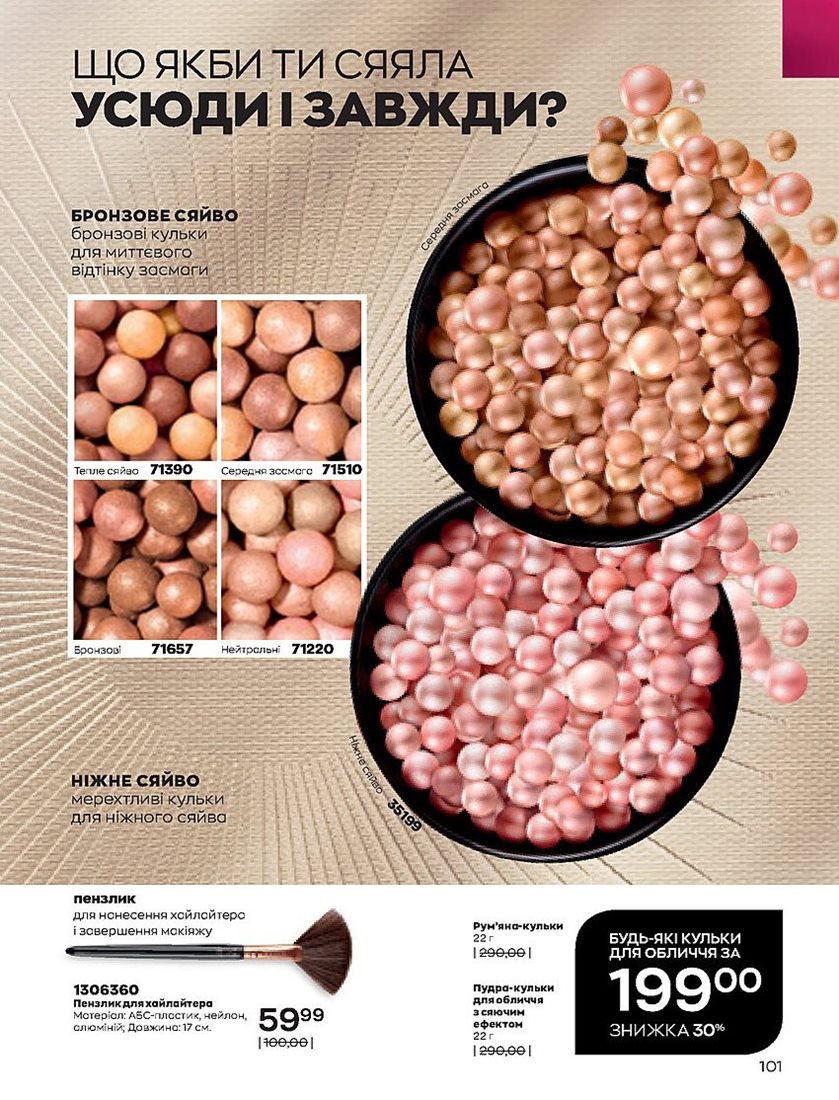 ЩО ЯКБИ ТИ СЯЯЛА
УСЮДИ І ЗАВЖДИ?
БРОНЗОВЕ СЯЙВО
бронзові кульки
для миттєвого
відтінку засмаги
Середня засмага
Тепле сяйво 71390
Середня засмага 71510
Бронзові 71657
Нейтральні 71220
Ніжне сяйво 35199
НІЖНЕ СЯЙВО
мерехтливі кульки
для ніжного сяйва
ПЕНЗЛИК
для нанесення хайлайтера
і завершення макіяжу
1306360
Пензлик для хайлайтера
Матеріал: АБС-пластик, нейлон,
алюміній; Довжина: 17 см.
59⁹⁹
|100,00|
Рум'яна-кульки
22 г
|290,00|
Пудра-кульки
для обличчя
з сяючим
ефектом
22 г
|290,00|
БУДЬ-ЯКІ КУЛЬКИ
ДЛЯ ОБЛИЧЧЯ ЗА
199⁰⁰
ЗНИЖКА 30%
101